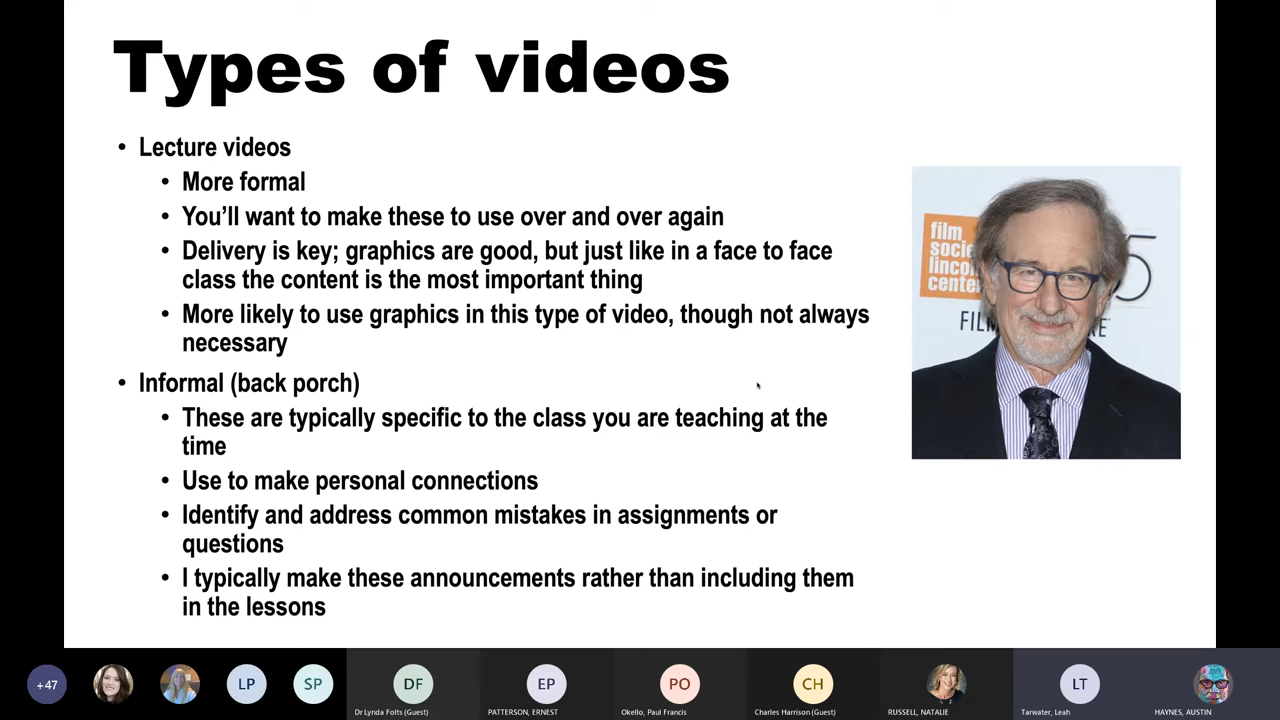 Types of videos
• Lecture videos
• More formal
• You’ll want to make these to use over and over again
• Delivery is key; graphics are good, but just like in a face to face
class the content is the most important thing
• More likely to use graphics in this type of video, though not always
necessary
• Informal (back porch)
• These are typically specific to the class you are teaching at the
time
• Use to make personal connections
• Identify and address common mistakes in assignments or
questions
• I typically make these announcements rather than including them
in the lessons
film
lincoln
center
5
FILM
+47
LP
SP
DF
EP
PO
CH
LT
Dr Lynda Folts (Guest)
PATTERSON, ERNEST
Okello, Paul Francis
Charles Harrison (Guest)
RUSSELL, NATALIE
Tarwater, Leah
HAYNES, AUSTIN